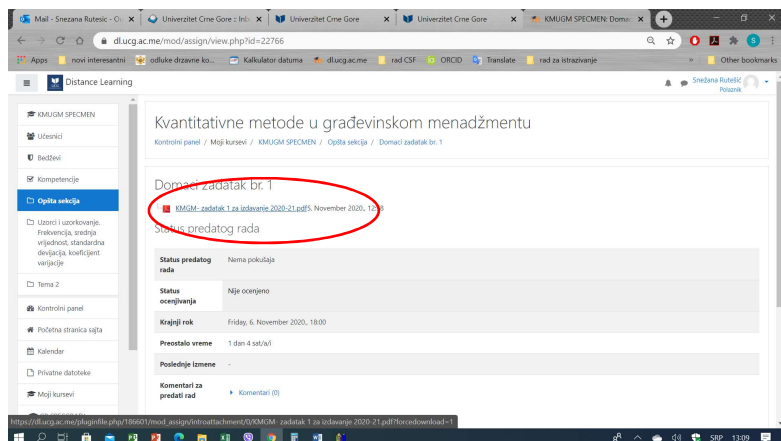 Mail - Snezana Rutesic - O
Univerzitet Crne Gore :: Inb
Univerzitet Crne Gore
Univerzitet Crne Gore
KMUGM SPECMEN: Doma
dl.ucg.ac.me/mod/assign/view.php?id=22766
Apps
novi interesantni
odluke drzavne ko...
Kalkulator datuma
dl.ucg.ac.me
rad CSF
ORCID
Translate
rad za istrazivanje
»
Other bookmarks
Distance Learning
Snežana Rutešić
Polaznik
KMUGM SPECMEN
Učesnici
Bedževi
Kompetencije
Opšta sekcija
Uzorci i uzorkovanje.
Frekvencija, srednja
vrijednost, standardna
devijacija, koeficijent
varijacije
Tema 2
Kontrolni panel
Početna stranica sajta
Kalendar
Privatne datoteke
Moji kursevi
Kvantitativne metode u građevinskom menadžmentu
Kontrolni panel / Moji kursevi / KMUGM SPECMEN / Opšta sekcija / Domaci zadatak br. 1
Domaci zadatak br. 1
KMGM- zadatak 1 za izdavanje 2020-21.pdf5. November 2020., 12:58
Status predatog rada
Status predatog
rada
Nema pokušaja
Status
ocenjivanja
Nije ocenjeno
Krajnji rok
Friday, 6. November 2020., 18:00
Preostalo vreme
1 dan 4 sat/a/i
Poslednje izmene
-
Komentari za
predati rad
Komentari (0)
https://dl.ucg.ac.me/pluginfile.php/186601/mod_assign/introattachment/0/KMGM- zadatak 1 za izdavanje 2020-21.pdf?forcedownload=1
SRP
13:09